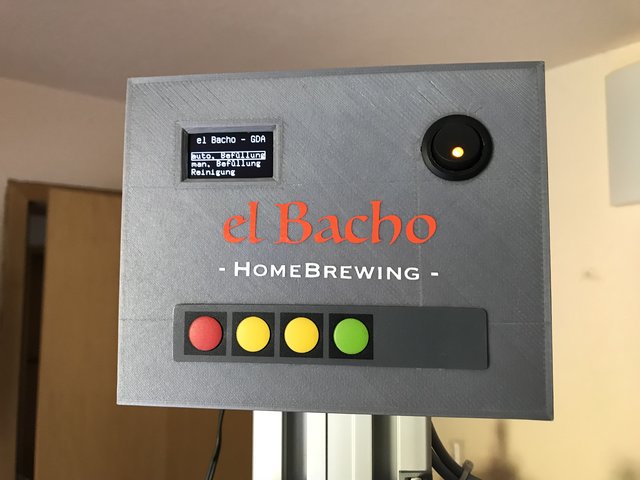 el Bacho - GDA
auto. Befüllung
man. Befüllung
Reinigung
el Bacho
- HOMEBREWING -